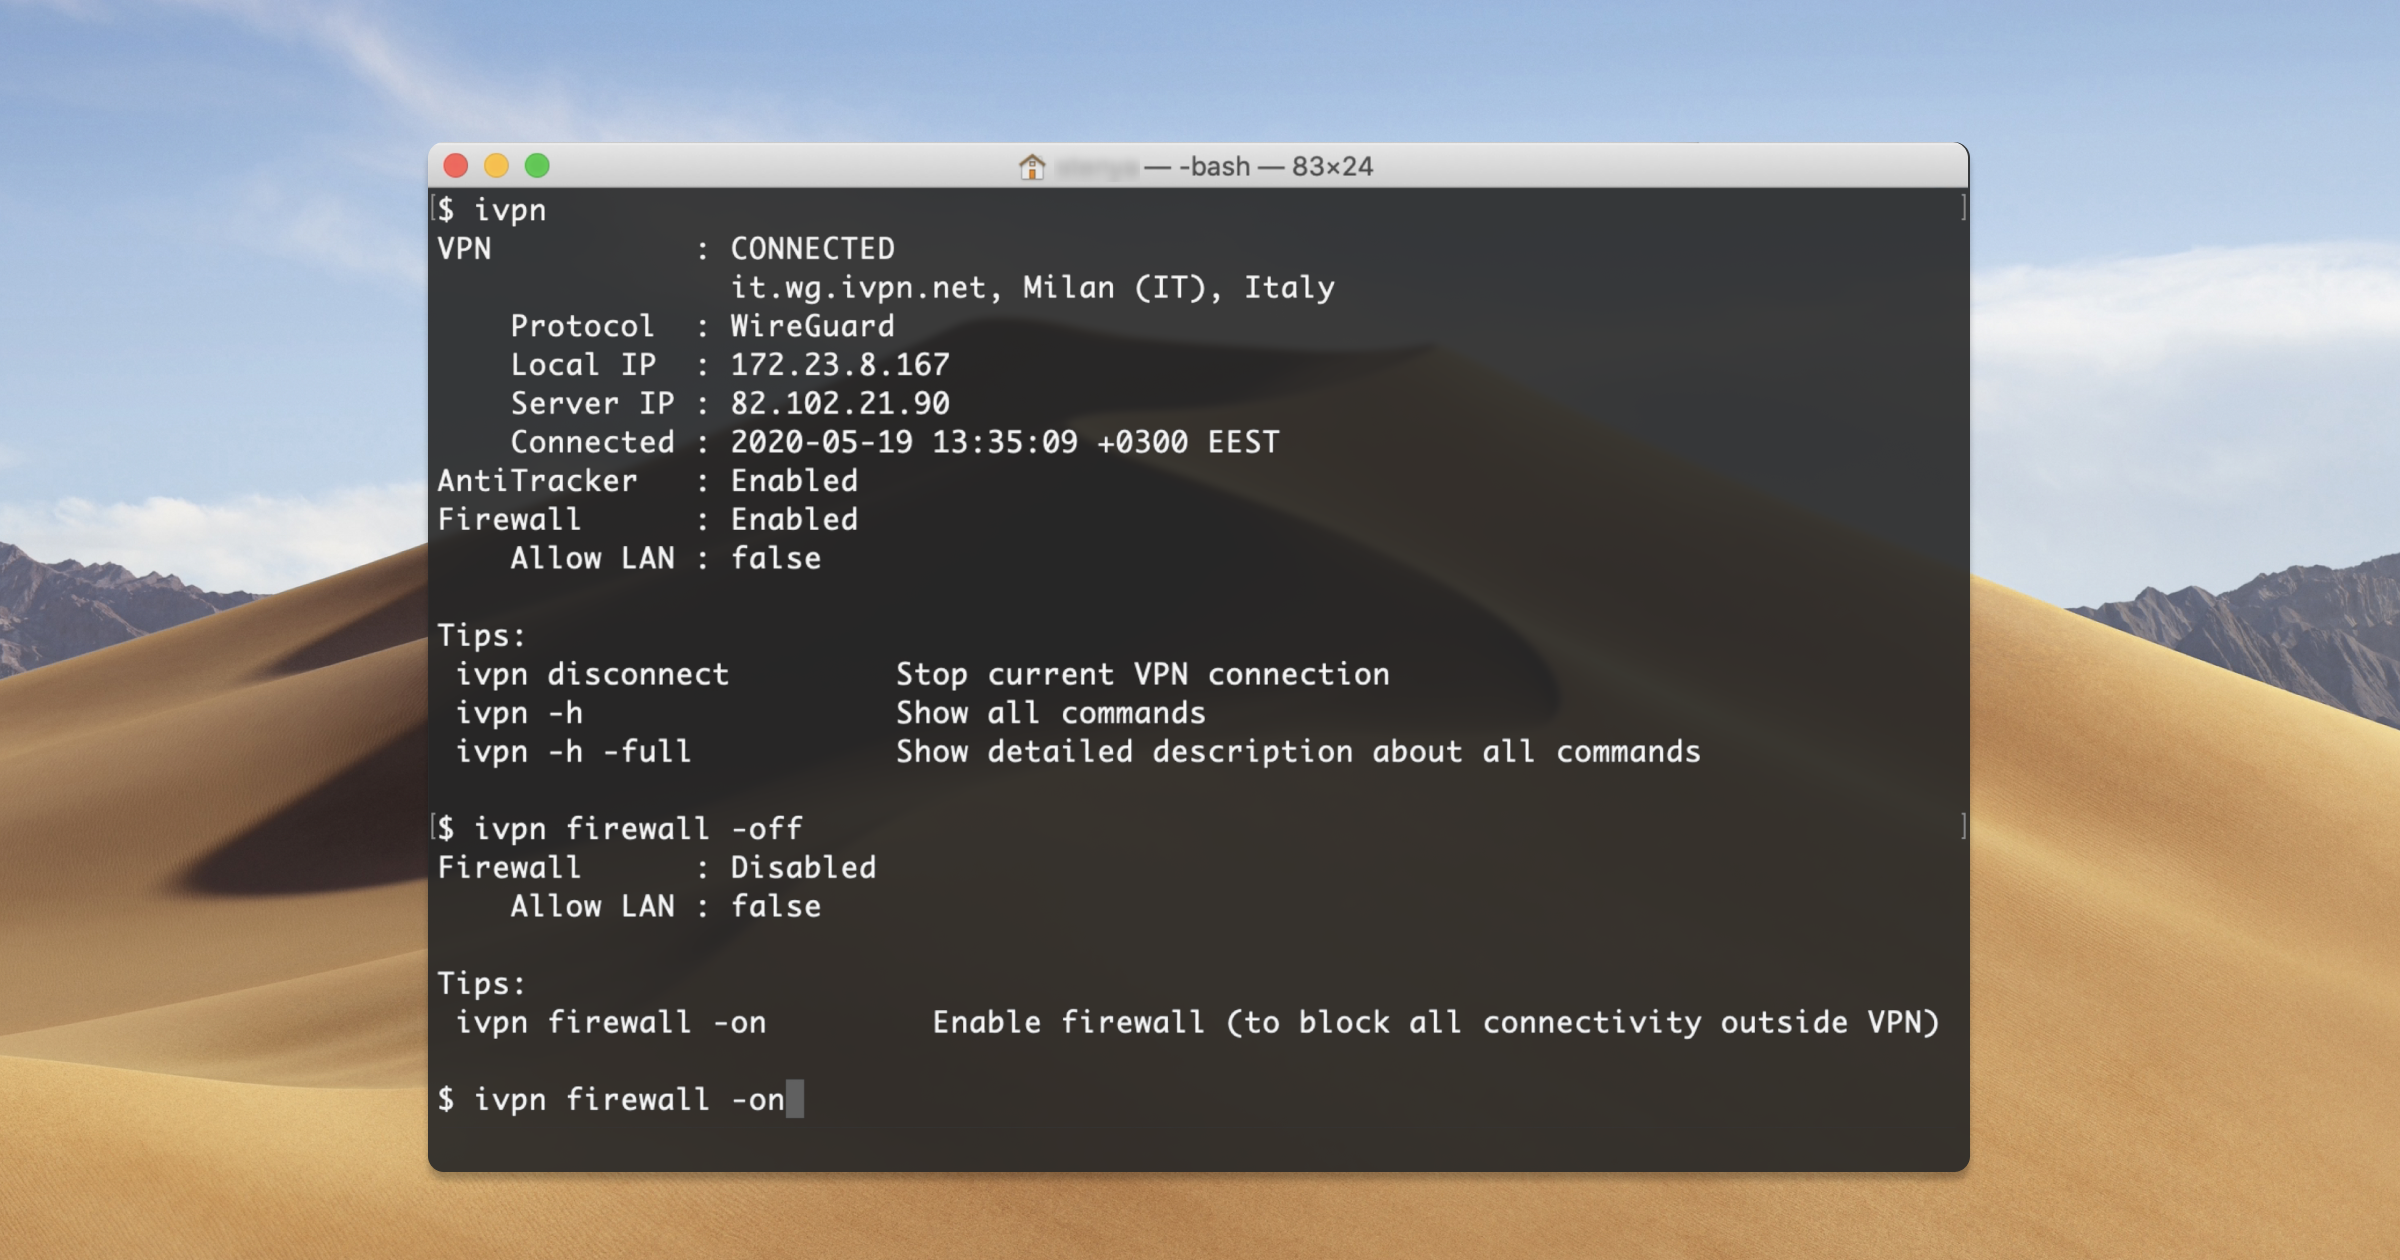 — -bash — 83×24
$ ivpn
VPN : CONNECTED
it.wg.ivpn.net, Milan (IT), Italy
Protocol : WireGuard
Local IP : 172.23.8.167
Server IP : 82.102.21.90
Connected : 2020-05-19 13:35:09 +0300 EEST
AntiTracker : Enabled
Firewall : Enabled
Allow LAN : false
Tips:
ivpn disconnect Stop current VPN connection
ivpn -h Show all commands
ivpn -h -full Show detailed description about all commands
$ ivpn firewall -off
Firewall : Disabled
Allow LAN : false
Tips:
ivpn firewall -on Enable firewall (to block all connectivity outside VPN)
$ ivpn firewall -on